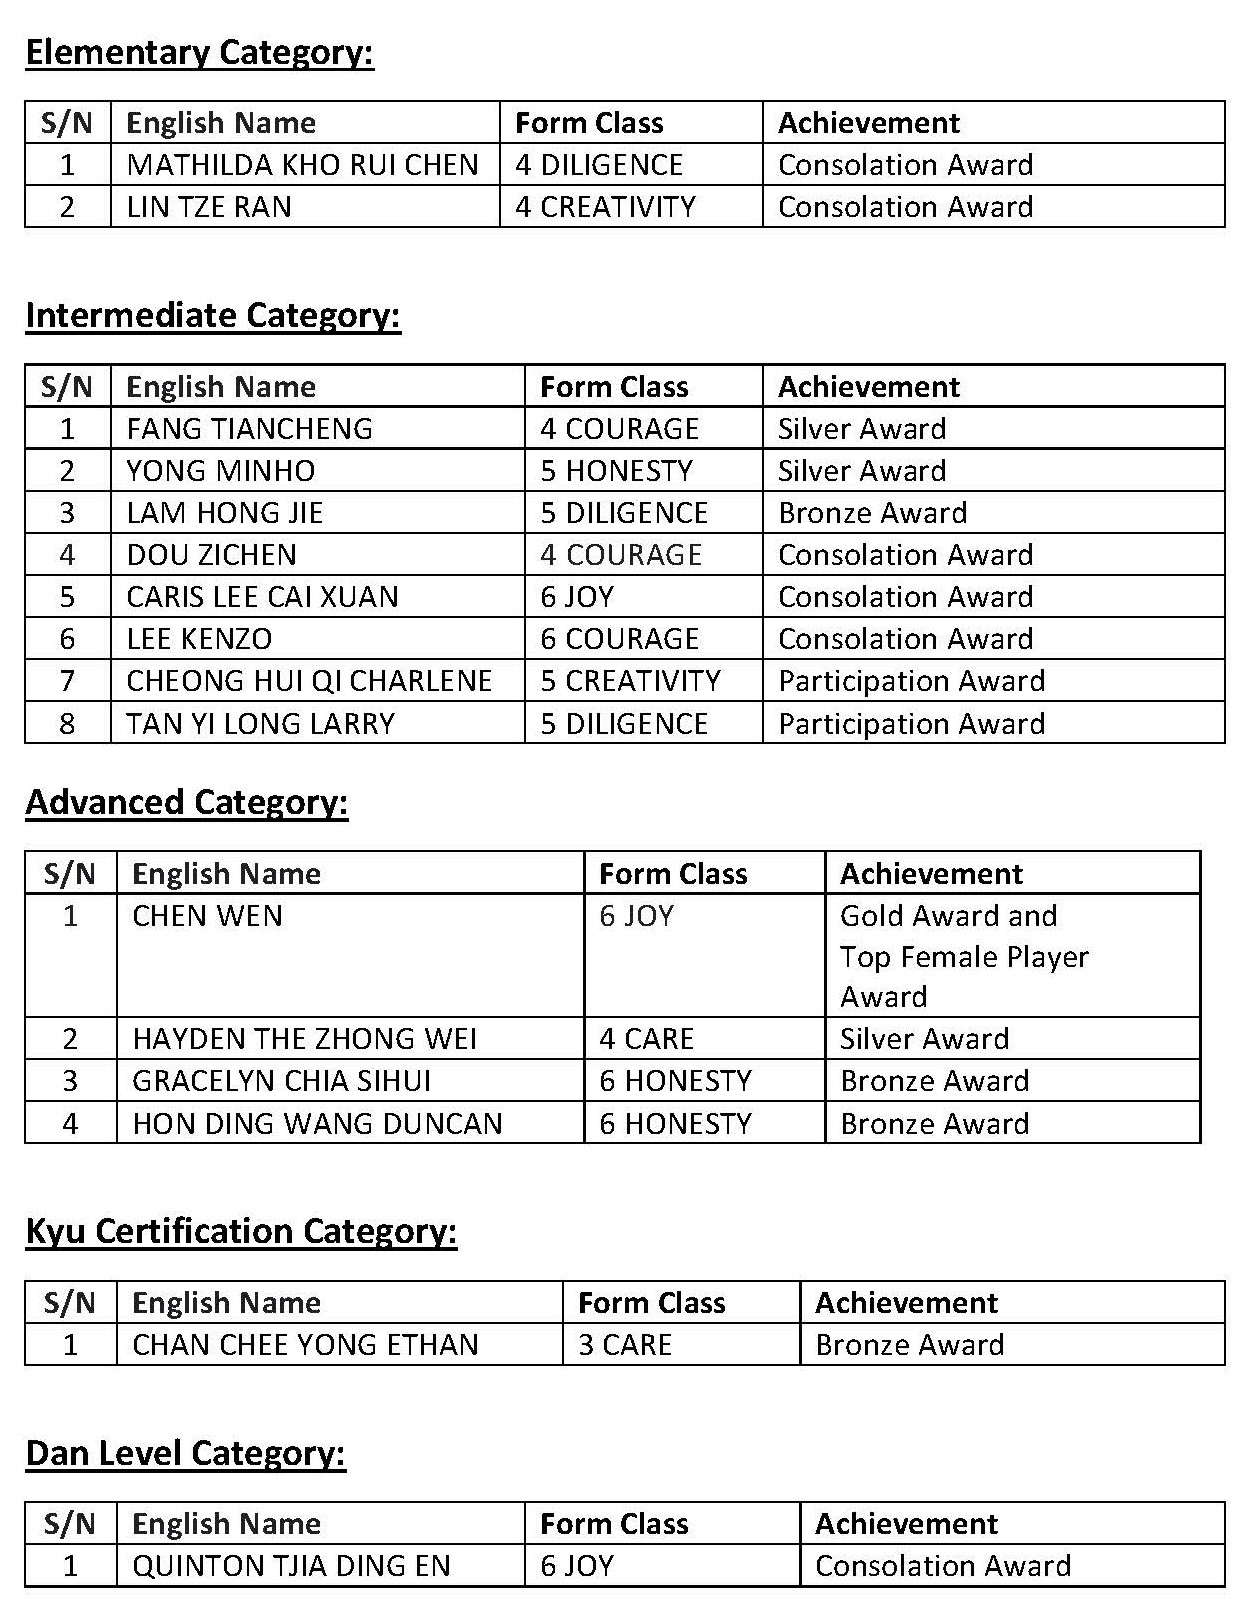 Elementary Category:
S/N English Name Form Class Achievement
1 MATHILDA KHO RUI CHEN 4 DILIGENCE Consolation Award
2 LIN TZE RAN 4 CREATIVITY Consolation Award
Intermediate Category:
S/N English Name Form Class Achievement
1 FANG TIANCHENG 4 COURAGE Silver Award
2 YONG MINHO 5 HONESTY Silver Award
3 LAM HONG JIE 5 DILIGENCE Bronze Award
4 DOU ZICHEN 4 COURAGE Consolation Award
5 CARIS LEE CAI XUAN 6 JOY Consolation Award
6 LEE KENZO 6 COURAGE Consolation Award
7 CHEONG HUI QI CHARLENE 5 CREATIVITY Participation Award
8 TAN YI LONG LARRY 5 DILIGENCE Participation Award
Advanced Category:
S/N English Name Form Class Achievement
1 CHEN WEN 6 JOY Gold Award and
Top Female Player
Award
2 HAYDEN THE ZHONG WEI 4 CARE Silver Award
3 GRACELYN CHIA SIHUI 6 HONESTY Bronze Award
4 HON DING WANG DUNCAN 6 HONESTY Bronze Award
Kyu Certification Category:
S/N English Name Form Class Achievement
1 CHAN CHEE YONG ETHAN 3 CARE Bronze Award
Dan Level Category:
S/N English Name Form Class Achievement
1 QUINTON TJIA DING EN 6 JOY Consolation Award